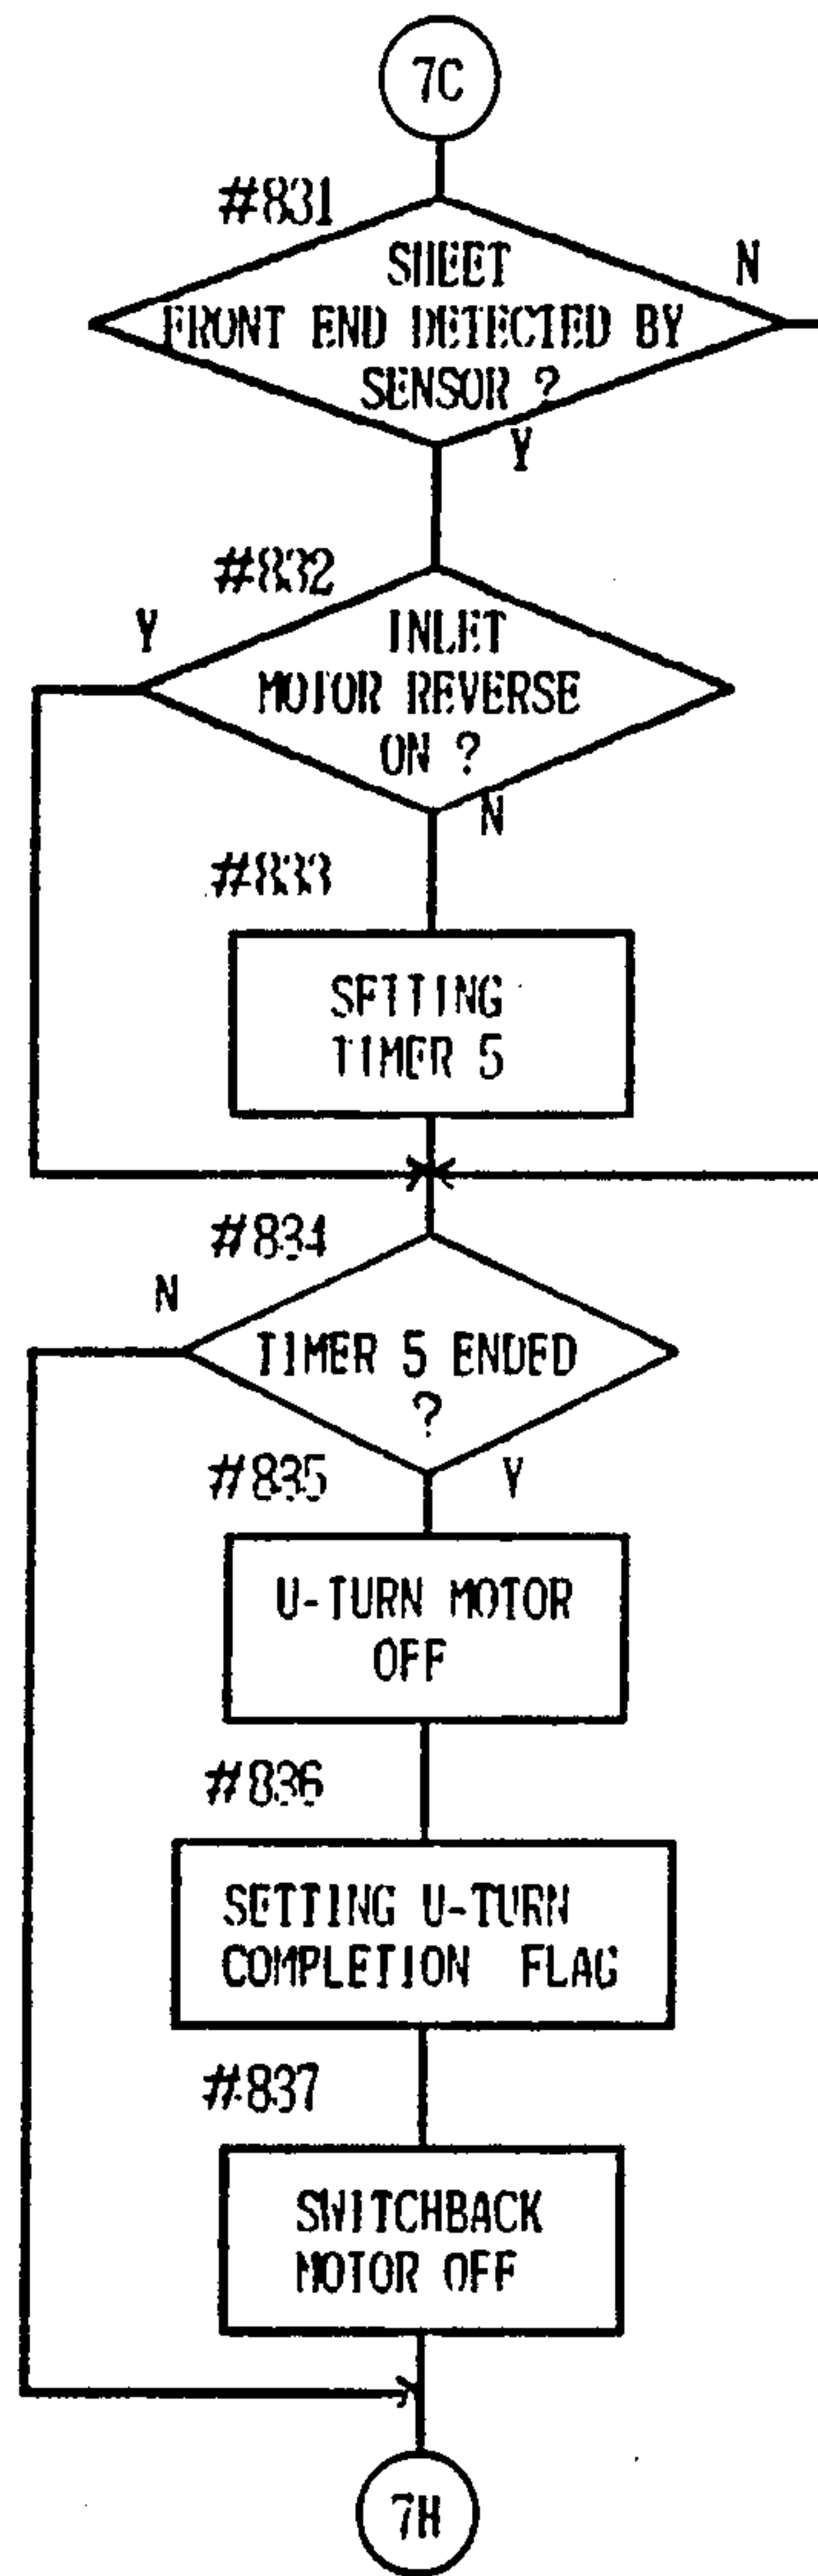 7C
#831
SHEET
FRONT END DETECTED BY
SENSOR ?
N
Y
#832
Y
INLET
MOTOR REVERSE
ON ?
N
#833
SETTING
TIMER 5
#834
N
TIMER 5 ENDED
?
#835
Y
U-TURN MOTOR
OFF
#836
SETTING U-TURN
COMPLETION FLAG
#837
SWITCHBACK
MOTOR OFF
7H